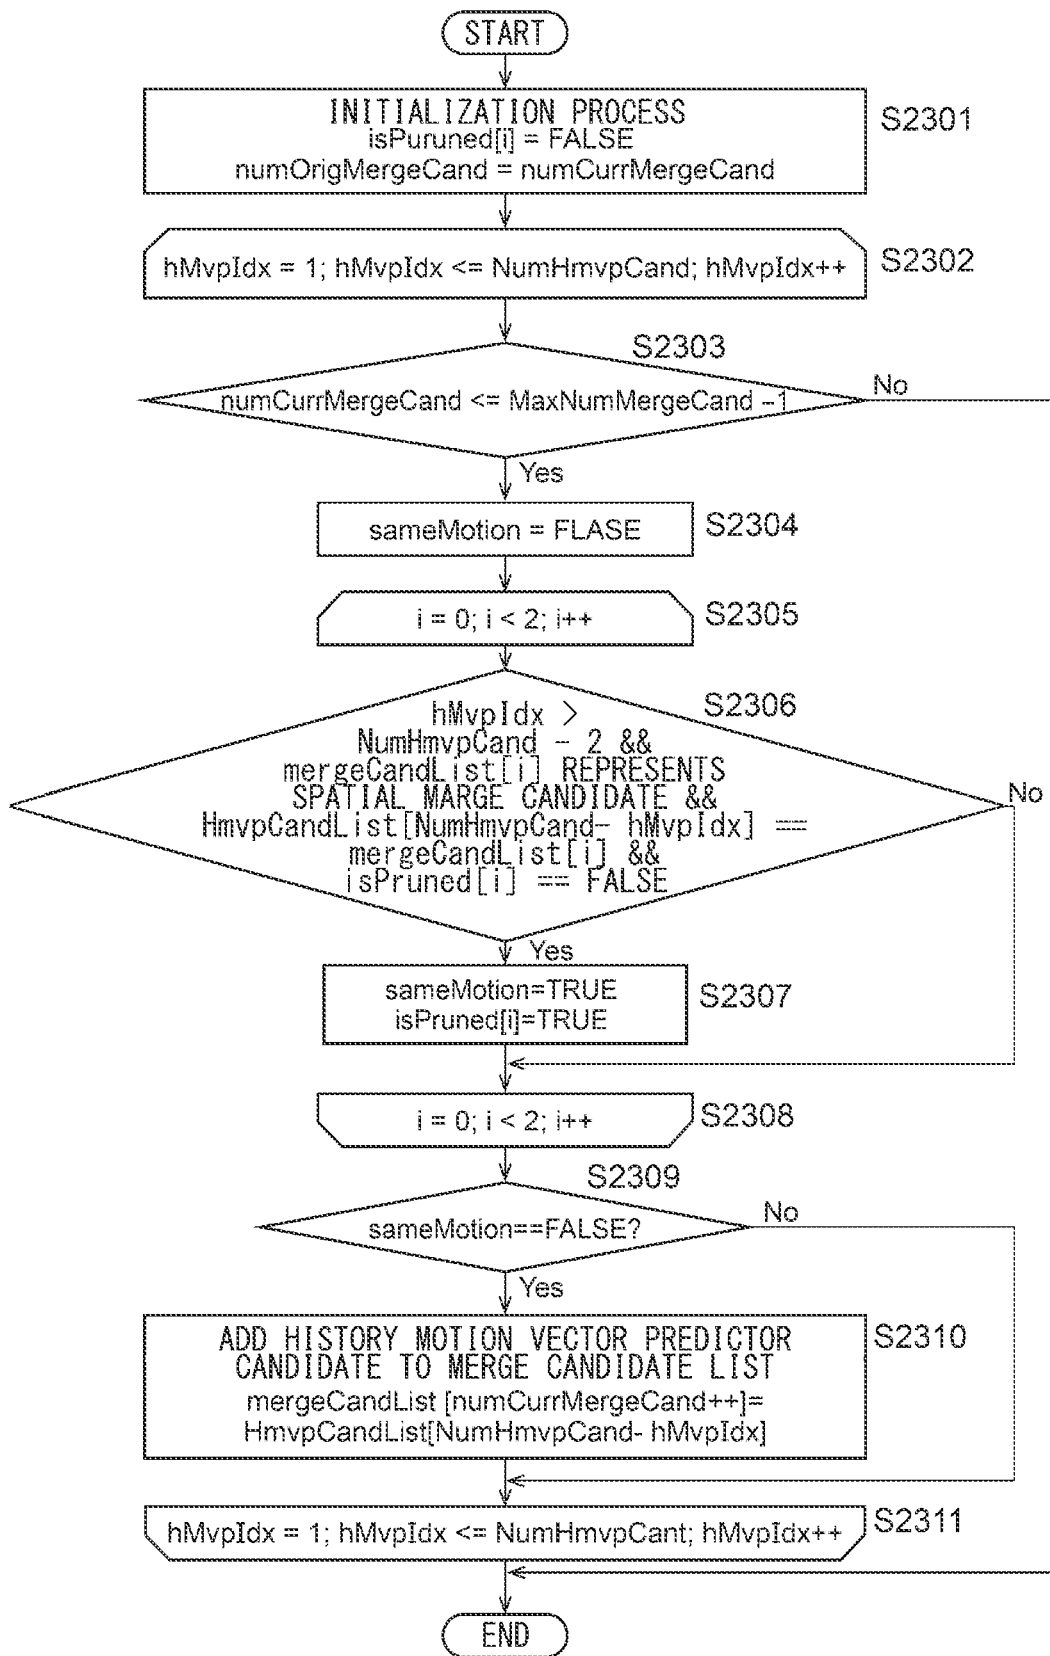 START
INITIALIZATION PROCESS
isPuruned[i] = FALSE
numOrigMergeCand = numCurrMergeCand
S2301
hMvpIdx = 1; hMvpIdx <= NumHmvpCand; hMvpIdx++
S2302
S2303
numCurrMergeCand <= MaxNumMergeCand -1
No
Yes
sameMotion = FLASE
S2304
i = 0; i < 2; i++
S2305
S2306
hMvpIdx >
NumHmvpCand - 2 &&
mergeCandList[i] REPRESENTS
SPATIAL MARGE CANDIDATE &&
HmvpCandList[NumHmvpCand- hMvpIdx] ==
mergeCandList[i] &&
isPruned[i] == FALSE
No
Yes
sameMotion=TRUE
isPruned[i]=TRUE
S2307
i = 0; i < 2; i++
S2308
S2309
sameMotion==FALSE?
No
Yes
ADD HISTORY MOTION VECTOR PREDICTOR
CANDIDATE TO MERGE CANDIDATE LIST
mergeCandList [numCurrMergeCand++]=
HmvpCandList[NumHmvpCand- hMvpIdx]
S2310
hMvpIdx = 1; hMvpIdx <= NumHmvpCant; hMvpIdx++
S2311
END